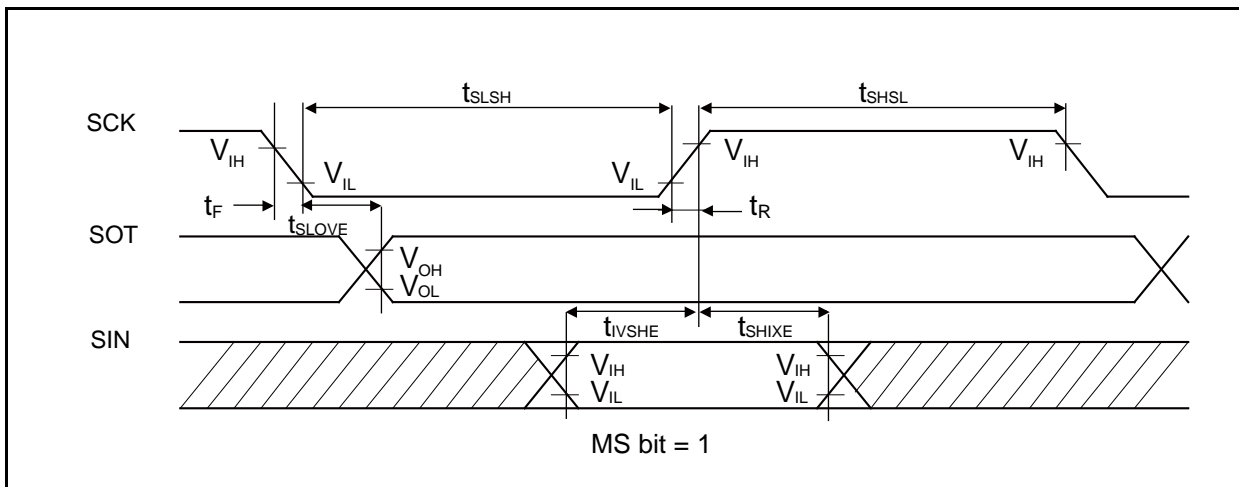 tSLSH tSHSL
SCK
VIH VIH VIH
VIL VIL
tF tR
tSLOVE
SOT
VOH
VOL
tIVSHE tSHIXE
SIN
VIH VIH
VIL VIL
MS bit = 1